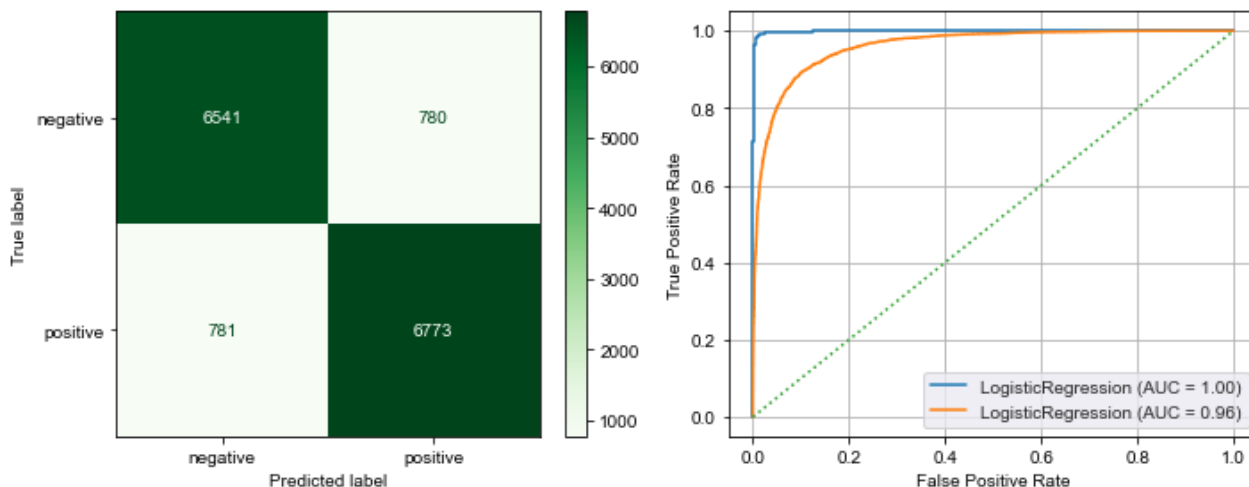 True label
negative
6541
780
positive
781
6773
negative
positive
Predicted label
6000
5000
4000
3000
2000
1000
True Positive Rate
1.0
0.8
0.6
0.4
0.2
0.0
LogisticRegression (AUC = 1.00)
LogisticRegression (AUC = 0.96)
0.0 0.2 0.4 0.6 0.8 1.0
False Positive Rate